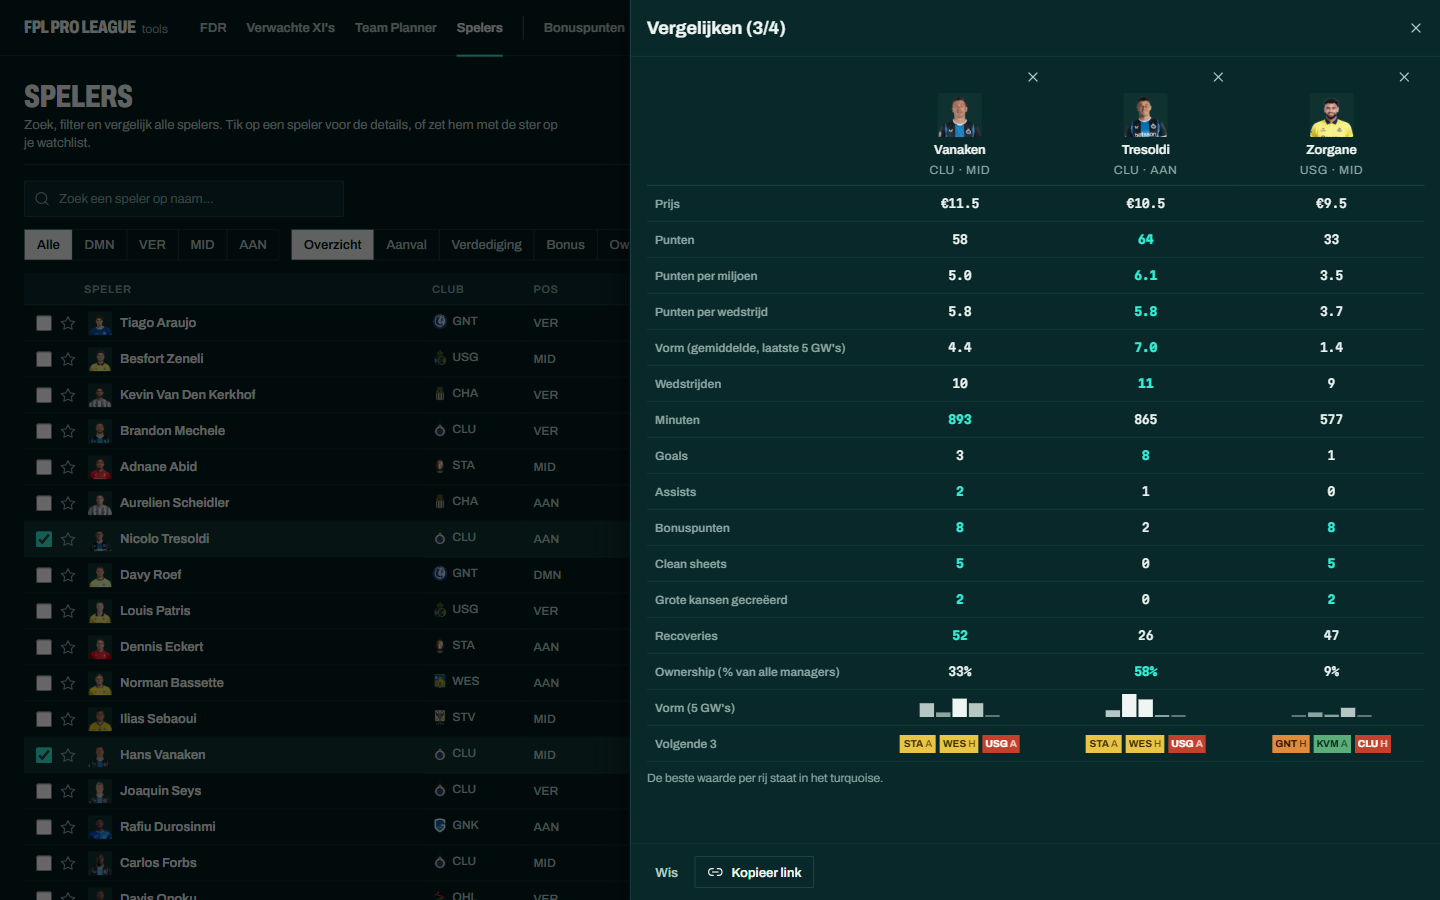 FPL PRO LEAGUE tools
FDR
Verwachte XI's
Team Planner
Spelers
Bonuspunten
SPELERS
Zoek, filter en vergelijk alle spelers. Tik op een speler voor de details, of zet hem met de ster op
je watchlist.
Zoek een speler op naam...
Alle DMN VER MID AAN
Overzicht Aanval Verdediging Bonus Ow
SPELER CLUB POS
Tiago Araujo GNT VER
Besfort Zeneli USG MID
Kevin Van Den Kerkhof CHA VER
Brandon Mechele CLU VER
Adnane Abid STA MID
Aurelien Scheidler CHA AAN
Nicolo Tresoldi CLU AAN
Davy Roef GNT DMN
Louis Patris USG VER
Dennis Eckert STA AAN
Norman Bassette WES AAN
Ilias Sebaoui STV MID
Hans Vanaken CLU MID
Joaquin Seys CLU VER
Rafiu Durosinmi GNK AAN
Carlos Forbs CLU MID
Davis Opoku OHL VER
Vergelijken (3/4)
Vanaken Tresoldi Zorgane
CLU · MID CLU · AAN USG · MID
Prijs €11.5 €10.5 €9.5
Punten 58 64 33
Punten per miljoen 5.0 6.1 3.5
Punten per wedstrijd 5.8 5.8 3.7
Vorm (gemiddelde, laatste 5 GW's) 4.4 7.0 1.4
Wedstrijden 10 11 9
Minuten 893 865 577
Goals 3 8 1
Assists 2 1 0
Bonuspunten 8 2 8
Clean sheets 5 0 5
Grote kansen gecreëerd 2 0 2
Recoveries 52 26 47
Ownership (% van alle managers) 33% 58% 9%
Vorm (5 GW's)
Volgende 3 STA A WES H USG A STA A WES H USG A GNT H KVM A CLU H
De beste waarde per rij staat in het turquoise.
Wis
Kopieer link